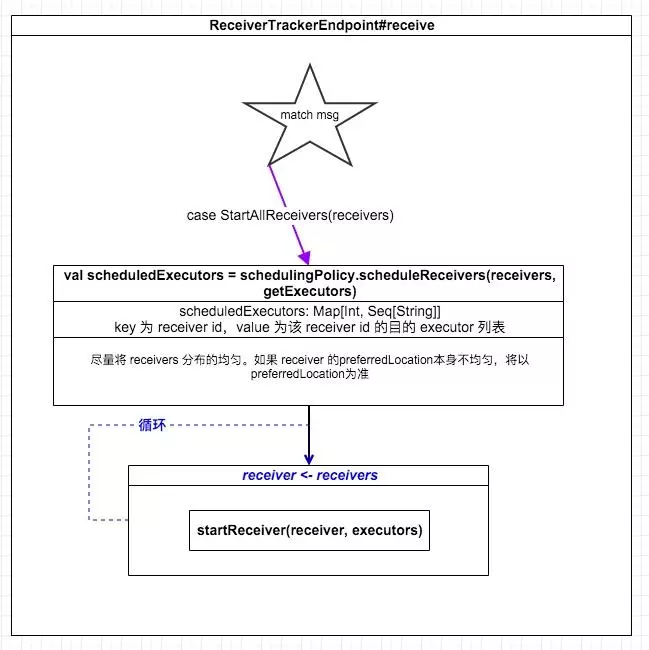 ReceiverTrackerEndpoint#receive
match msg
case StartAllReceivers(receivers)
val scheduledExecutors = schedulingPolicy.scheduleReceivers(receivers,
getExecutors)
scheduledExecutors: Map[Int, Seq[String]]
key 为 receiver id，value 为该 receiver id 的目的 executor 列表
尽量将 receivers 分布的均匀。如果 receiver 的preferredLocation本身不均匀，将以
preferredLocation为准
循环
receiver <- receivers
startReceiver(receiver, executors)